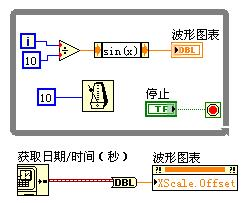 波形图表
i
÷
sin(x)
DBL
10
10
停止
TF
获取日期/时间(秒)
波形图表
DBL
XScale.Offset